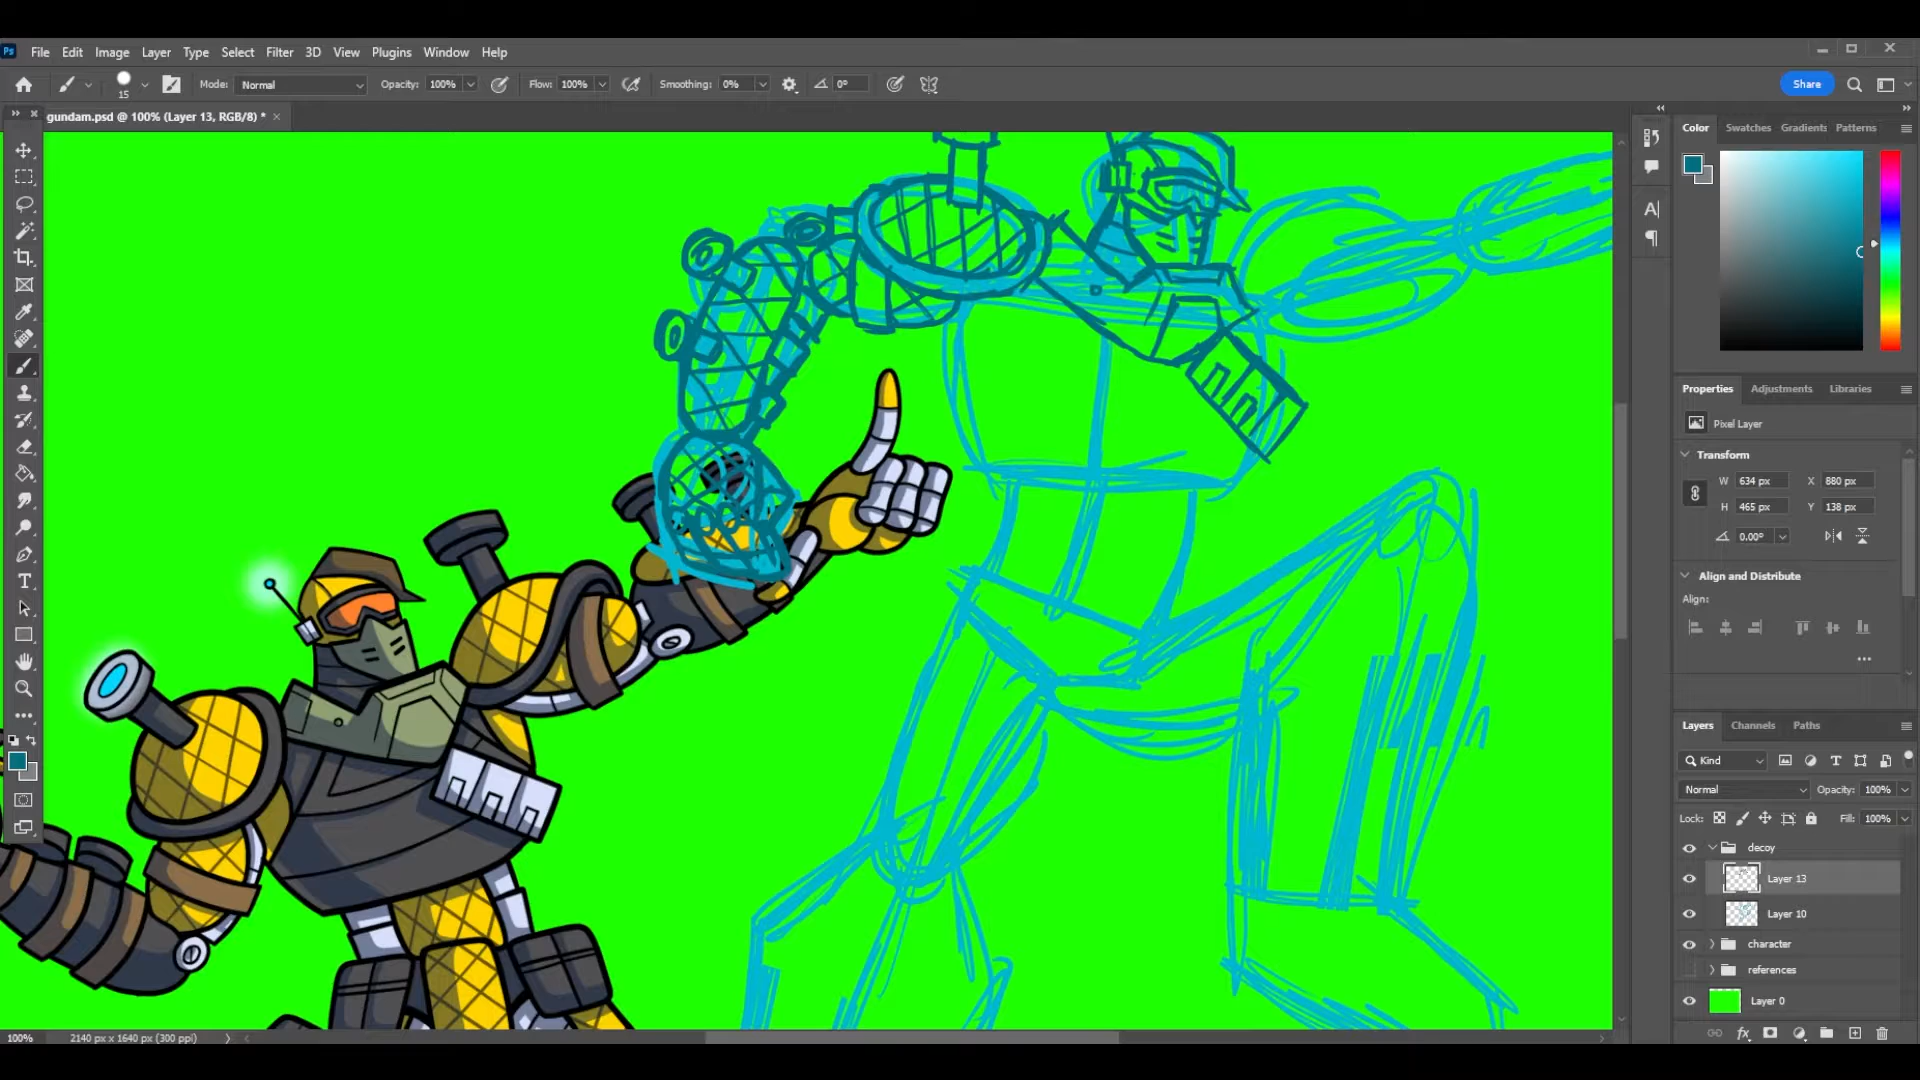 Ps File Edit Image Layer Type Select Filter 3D View Plugins Window Help
15 Mode: Normal Opacity: 100% Flow: 100% Smoothing: 0% 0° Share
gundam.psd @ 100% (Layer 13, RGB/8) *
Color Swatches Gradients Patterns
Properties Adjustments Libraries
Pixel Layer
Transform
W 634 px X 880 px
H 465 px Y 138 px
0.00°
Align and Distribute
Align:
Layers Channels Paths
Kind
Normal Opacity: 100%
Lock: Fill: 100%
decoy
Layer 13
Layer 10
character
references
Layer 0
100% 2140 px x 1640 px (300 ppi)